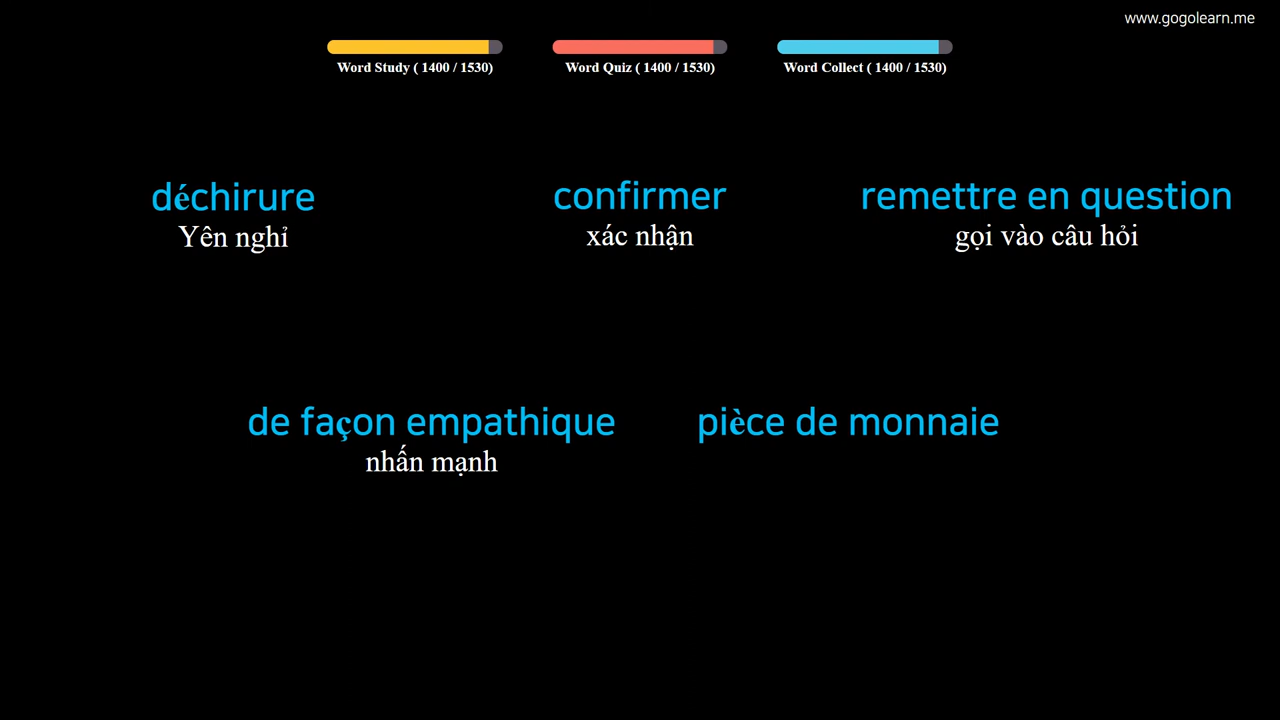 www.gogolearn.me
Word Study ( 1400 / 1530)
Word Quiz ( 1400 / 1530)
Word Collect ( 1400 / 1530)
déchirure
Yên nghỉ
confirmer
xác nhận
remettre en question
gọi vào câu hỏi
de façon empathique
nhấn mạnh
pièce de monnaie